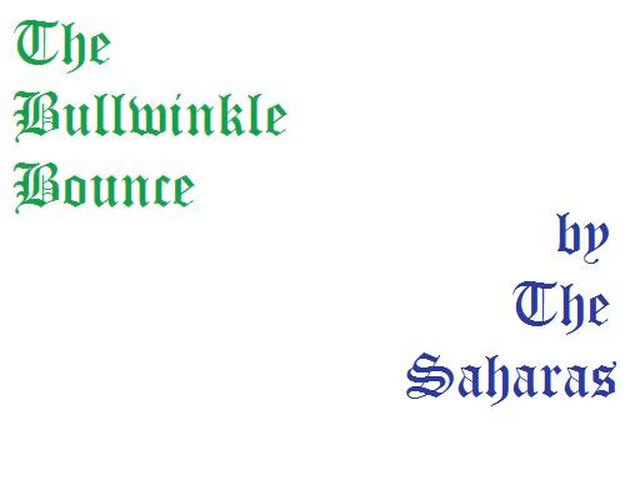 The
Bullwinkle
Bounce
by
The
Saharas